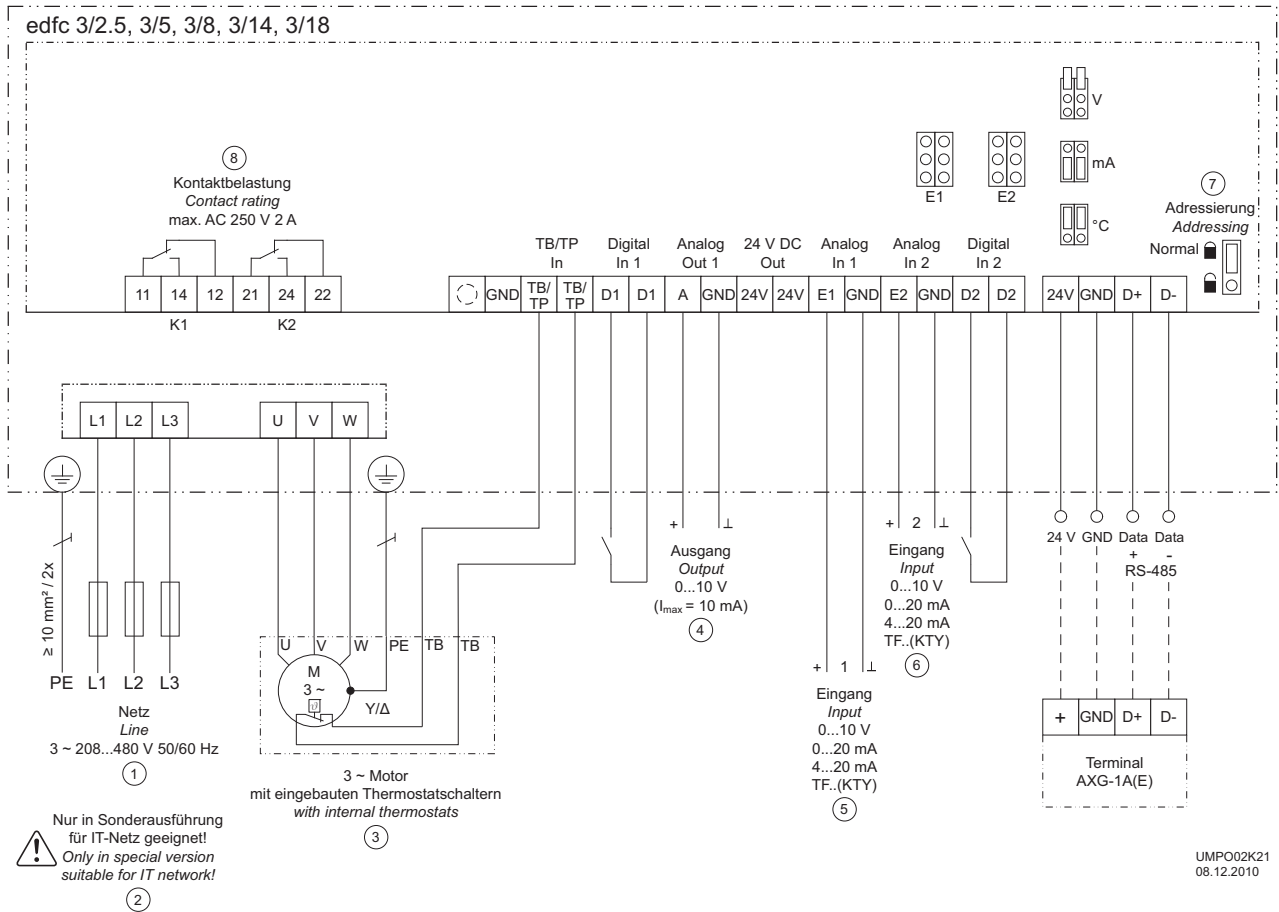 edfc 3/2.5, 3/5, 3/8, 3/14, 3/18
V
mA
°C
E1
E2
8
Kontaktbelastung
Contact rating
max. AC 250 V 2 A
7
Adressierung
Addressing
Normal
TB/TP
In
Digital
In 1
Analog
Out 1
24 V DC
Out
Analog
In 1
Analog
In 2
Digital
In 2
11 14 12 21 24 22
K1 K2
GND TB/TP TB/TP D1 D1 A GND 24V 24V E1 GND E2 GND D2 D2
24V GND D+ D-
L1 L2 L3
U V W
≥ 10 mm² / 2x
PE L1 L2 L3
Netz
Line
3 ~ 208...480 V 50/60 Hz
1
Nur in Sonderausführung
für IT-Netz geeignet!
Only in special version
suitable for IT network!
2
U V W PE TB TB
M
3 ~
ϑ
Y/Δ
3 ~ Motor
mit eingebauten Thermostatschaltern
with internal thermostats
3
+ ⊥
Ausgang
Output
0...10 V
(Imax = 10 mA)
4
+ 1 ⊥
Eingang
Input
0...10 V
0...20 mA
4...20 mA
TF..(KTY)
5
+ 2 ⊥
Eingang
Input
0...10 V
0...20 mA
4...20 mA
TF..(KTY)
6
24 V GND Data Data
+ -
RS-485
+ GND D+ D-
Terminal
AXG-1A(E)
UMPO02K21
08.12.2010